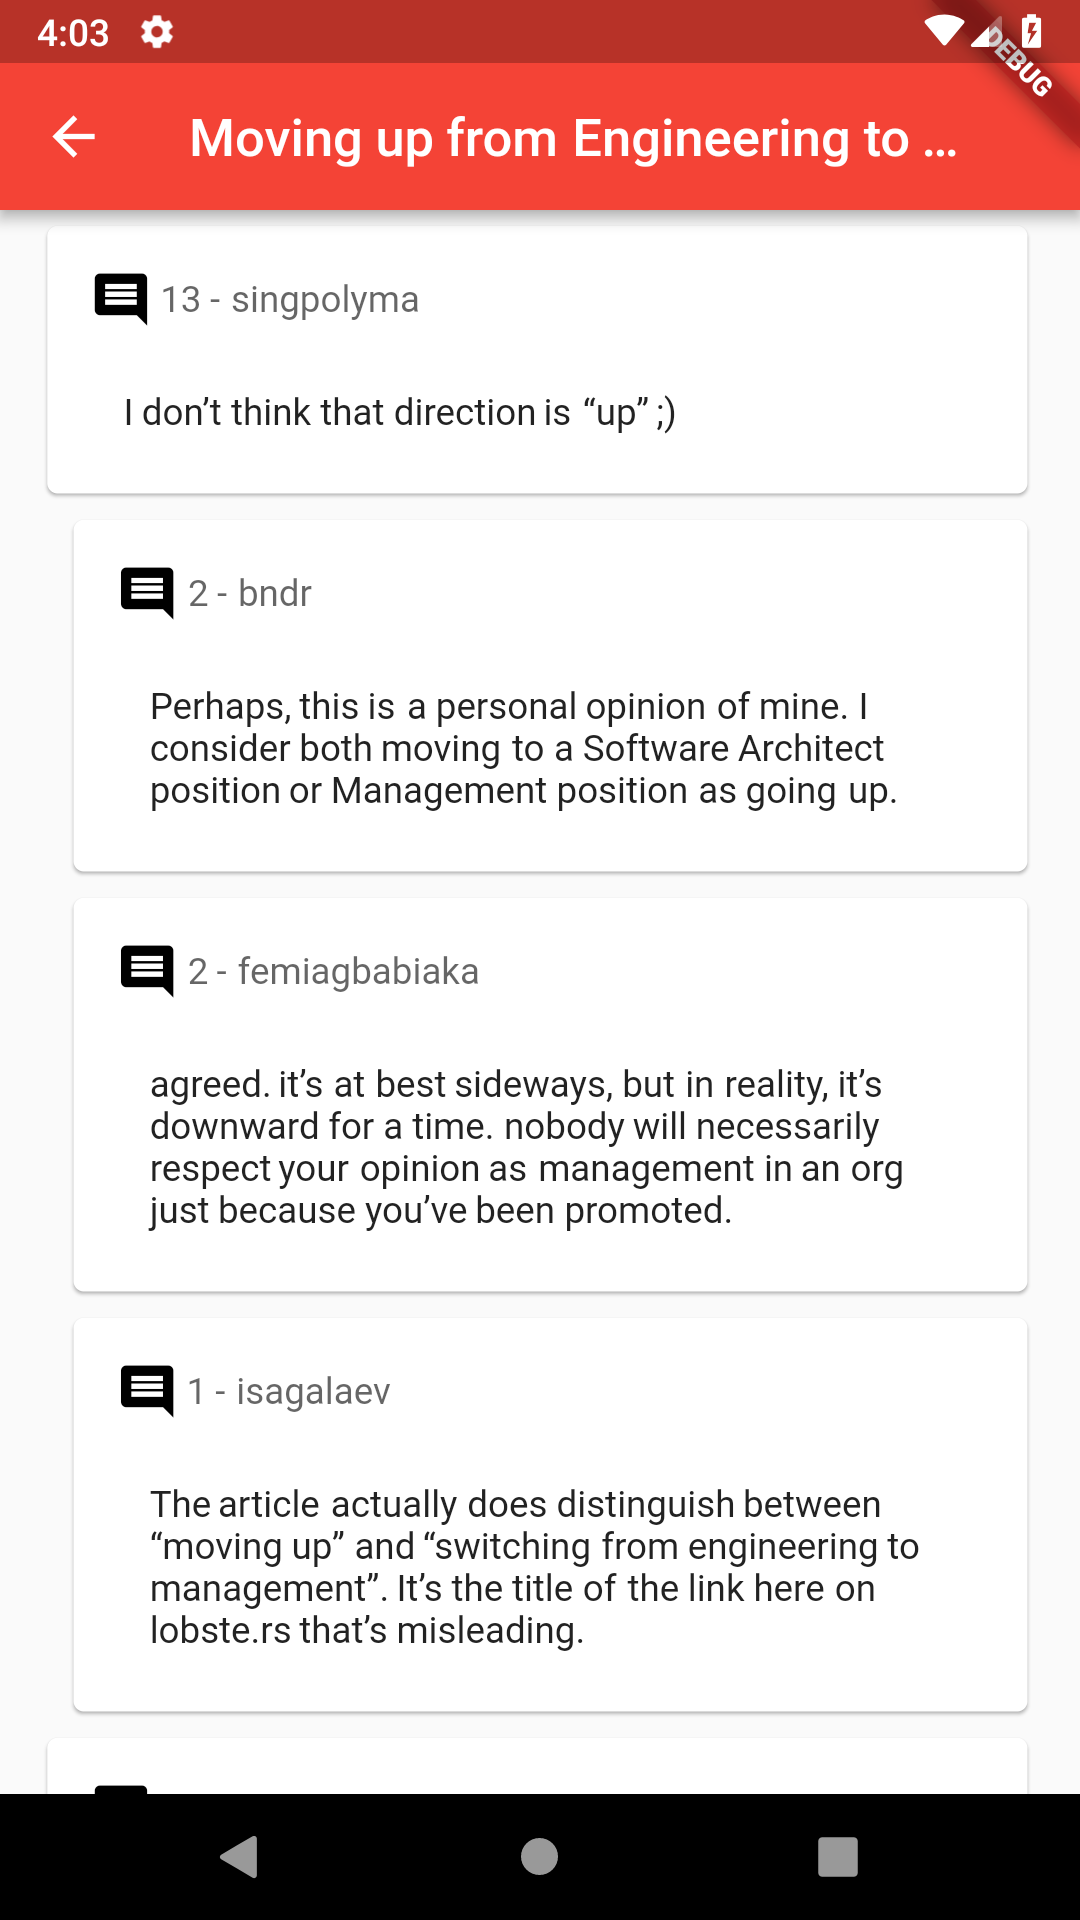 4:03
DEBUG
Moving up from Engineering to ...
13 - singpolyma
I don’t think that direction is “up” ;)
2 - bndr
Perhaps, this is a personal opinion of mine. I
consider both moving to a Software Architect
position or Management position as going up.
2 - femiagbabiaka
agreed. it’s at best sideways, but in reality, it’s
downward for a time. nobody will necessarily
respect your opinion as management in an org
just because you’ve been promoted.
1 - isagalaev
The article actually does distinguish between
“moving up” and “switching from engineering to
management”. It’s the title of the link here on
lobste.rs that’s misleading.